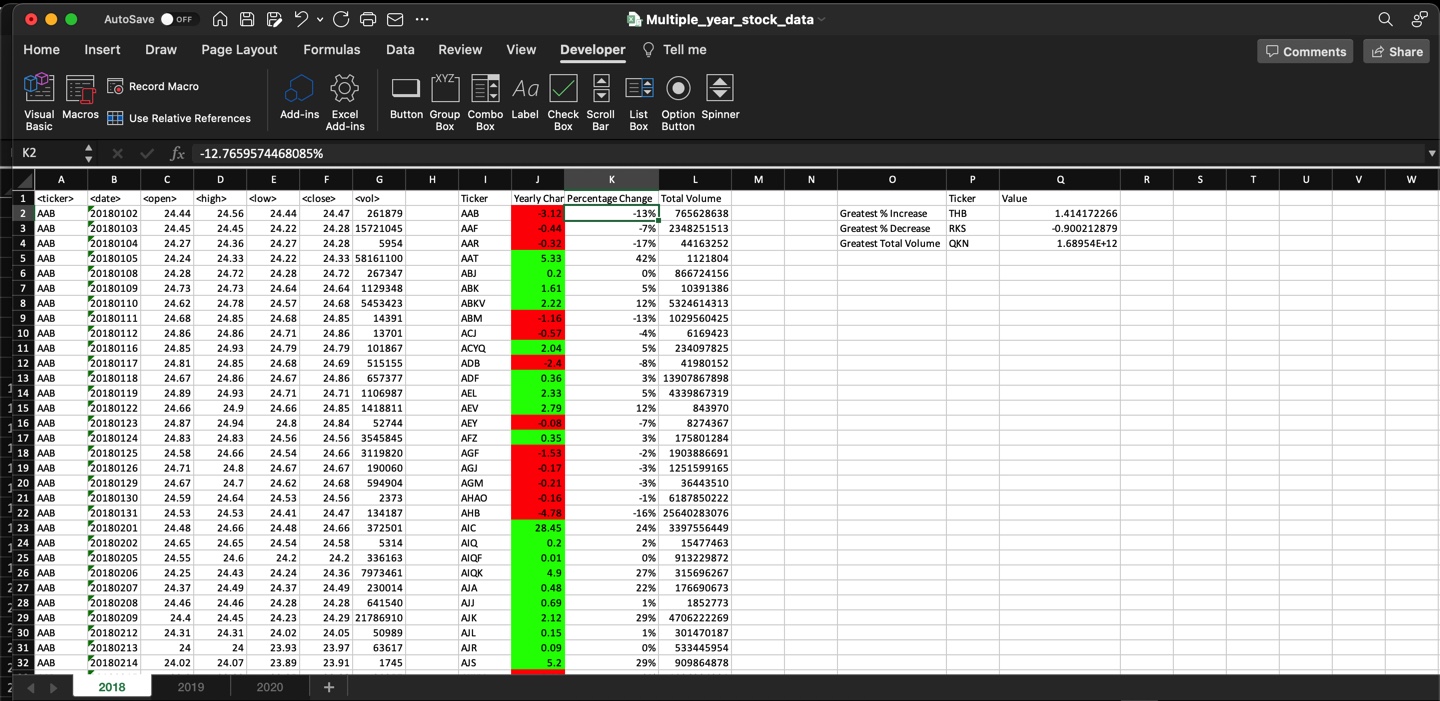 AutoSave OFF ... Multiple_year_stock_data
Home Insert Draw Page Layout Formulas Data Review View Developer Tell me Comments Share
Visual Basic Macros Record Macro Use Relative References Add-ins Excel Add-ins Button Group Box Combo Box Label Check Box Scroll Bar List Box Option Button Spinner
XYZ Aa
K2 fx -12.7659574468085%
A B C D E F G H I J K L M N O P Q R S T U V W
1 <ticker> <date> <open> <high> <low> <close> <vol> Ticker Yearly Char Percentage Change Total Volume Ticker Value
2 AAB 20180102 24.44 24.56 24.44 24.47 261879 AAB -3.12 -13% 765628638 Greatest % Increase THB 1.414172266
3 AAB 20180103 24.45 24.45 24.22 24.28 15721045 AAF -0.44 -7% 2348251513 Greatest % Decrease RKS -0.900212879
4 AAB 20180104 24.27 24.36 24.27 24.28 5954 AAR -0.32 -17% 44163252 Greatest Total Volume QKN 1.68954E+12
5 AAB 20180105 24.24 24.33 24.22 24.33 58161100 AAT 5.33 42% 1121804
6 AAB 20180108 24.28 24.72 24.28 24.72 267347 ABJ 0.2 0% 866724156
7 AAB 20180109 24.73 24.73 24.64 24.64 1129348 ABK 1.61 5% 10391386
8 AAB 20180110 24.62 24.78 24.57 24.68 5453423 ABKV 2.22 12% 5324614313
9 AAB 20180111 24.68 24.85 24.68 24.85 14391 ABM -1.16 -13% 1029560425
10 AAB 20180112 24.86 24.86 24.71 24.86 13701 ACJ -0.57 -4% 6169423
11 AAB 20180116 24.85 24.93 24.79 24.79 101867 ACYQ 2.04 5% 234097825
12 AAB 20180117 24.81 24.85 24.68 24.69 515155 ADB -2.4 -8% 41980152
13 AAB 20180118 24.67 24.86 24.67 24.86 657377 ADF 0.36 3% 13907867898
14 AAB 20180119 24.89 24.93 24.71 24.71 1106987 AEL 2.33 5% 4339867319
15 AAB 20180122 24.66 24.9 24.66 24.85 1418811 AEV 2.79 12% 843970
16 AAB 20180123 24.87 24.94 24.8 24.84 52744 AEY -0.08 -7% 8274367
17 AAB 20180124 24.83 24.83 24.56 24.56 3545845 AFZ 0.35 3% 175801284
18 AAB 20180125 24.58 24.66 24.54 24.66 3119820 AGF -1.53 -2% 1903886691
19 AAB 20180126 24.71 24.8 24.67 24.67 190060 AGJ -0.17 -3% 1251599165
20 AAB 20180129 24.67 24.7 24.62 24.68 594904 AGM -0.21 -3% 36443510
21 AAB 20180130 24.59 24.64 24.53 24.56 2373 AHAO -0.16 -1% 6187850222
22 AAB 20180131 24.53 24.53 24.41 24.47 134187 AHB -4.78 -16% 25640283076
23 AAB 20180201 24.48 24.66 24.48 24.66 372501 AIC 28.45 24% 3397556449
24 AAB 20180202 24.65 24.65 24.54 24.58 5314 AIQ 0.2 2% 15477463
25 AAB 20180205 24.55 24.6 24.2 24.2 336163 AIQF 0.01 0% 913229872
26 AAB 20180206 24.25 24.43 24.24 24.36 7973461 AIQK 4.9 27% 315696267
27 AAB 20180207 24.37 24.49 24.37 24.49 230014 AJA 0.48 22% 176690673
28 AAB 20180208 24.46 24.46 24.28 24.28 641540 AJJ 0.69 1% 1852773
29 AAB 20180209 24.4 24.45 24.23 24.29 21786910 AJK 2.12 29% 4706222269
30 AAB 20180212 24.31 24.31 24.02 24.05 50989 AJL 0.15 1% 301470187
31 AAB 20180213 24 24 23.93 23.97 63617 AJR 0.09 0% 533445954
32 AAB 20180214 24.02 24.07 23.89 23.91 1745 AJS 5.2 29% 909864878
2018 2019 2020 +